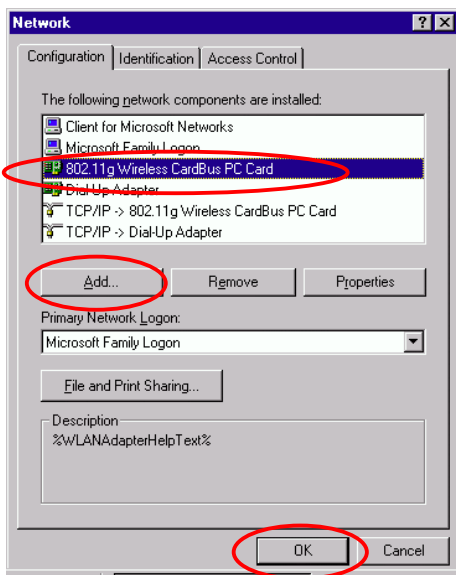 Network
Configuration Identification Access Control
The following network components are installed:
Client for Microsoft Networks
Microsoft Family Logon
802.11g Wireless CardBus PC Card
Dial-Up Adapter
TCP/IP -> 802.11g Wireless CardBus PC Card
TCP/IP -> Dial-Up Adapter
Add... Remove Properties
Primary Network Logon:
Microsoft Family Logon
File and Print Sharing...
Description
%WLANAdapterHelpText%
OK Cancel